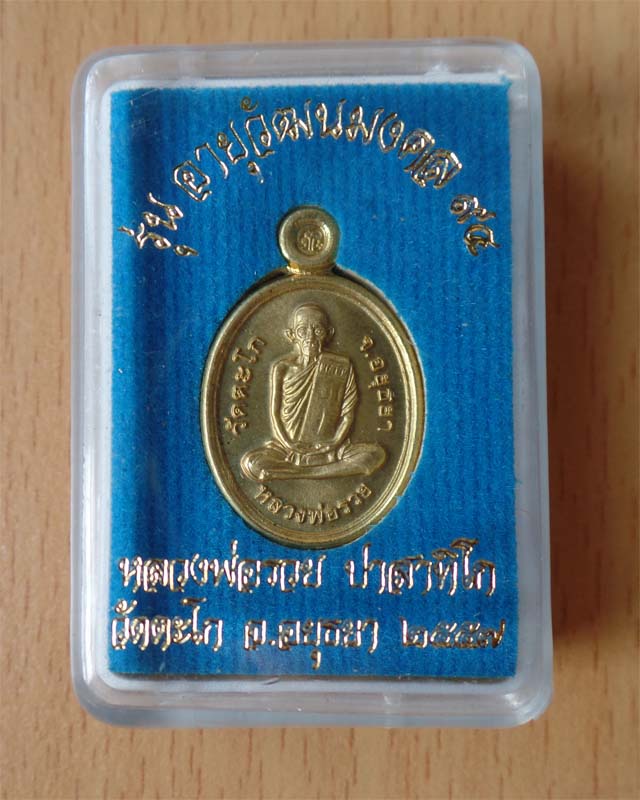 รุ่น อายุวัฒนมงคล ๙๔
วัดตะโก
จ.อยุธยา
หลวงพ่อรวย
หลวงพ่อรวย ปาสาทิโก
วัดตะโก จ.อยุธยา ๒๕๕๗